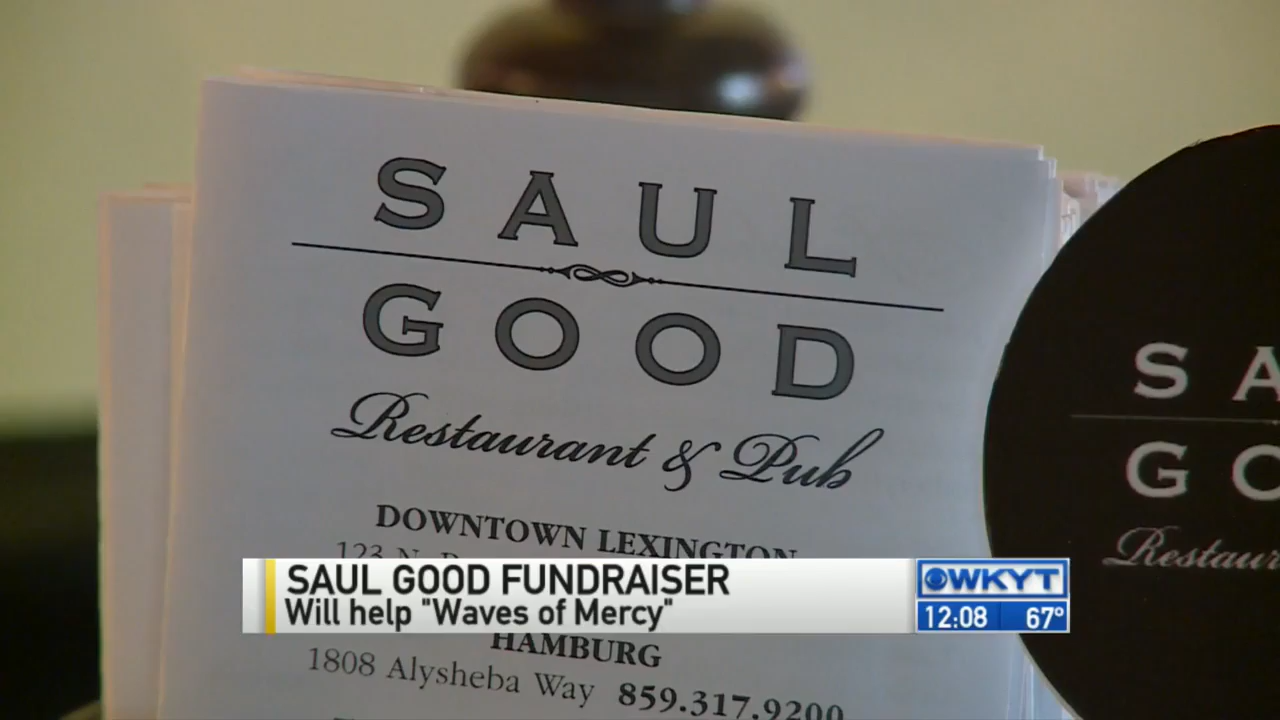 SAUL
GOOD
Restaurant & Pub
DOWNTOWN LEXINGTON
123 N.
SAUL GOOD FUNDRAISER
Will help "Waves of Mercy"
WKYT
12:08 67°
HAMBURG
1808 Alysheba Way 859.317.9200
SA
GO
Restaur